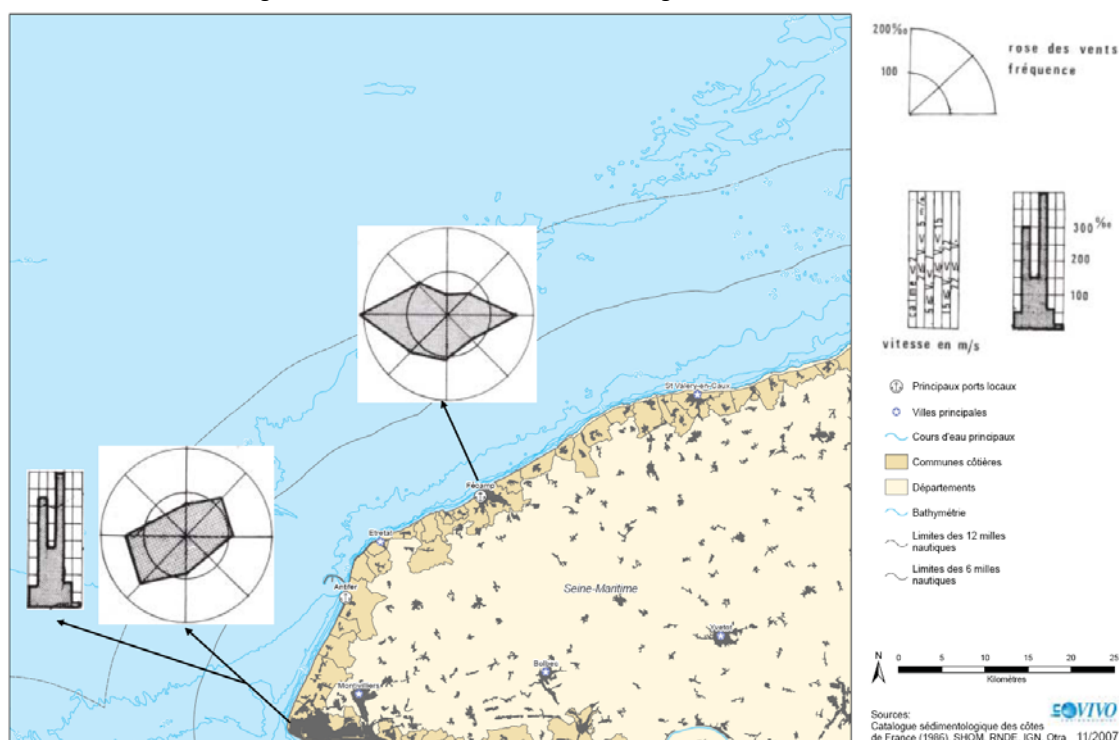 200‰
100
rose des vents
fréquence
300‰
200
100
vitesse en m/s
Principaux ports locaux
Villes principales
Cours d'eau principaux
Communes côtières
Départements
Bathymétrie
Limites des 12 milles
nautiques
Limites des 6 milles
nautiques
St Valery-en-Caux
Fécamp
Etretat
Antifer
Seine-Maritime
Yvetot
Bolbec
Montivilliers
N
0 5 10 15 20 25
Kilomètres
Sources:
Catalogue sédimentologique des côtes
de France (1986), SHOM, RNDE, IGN, Otra
VIVO
11/2007